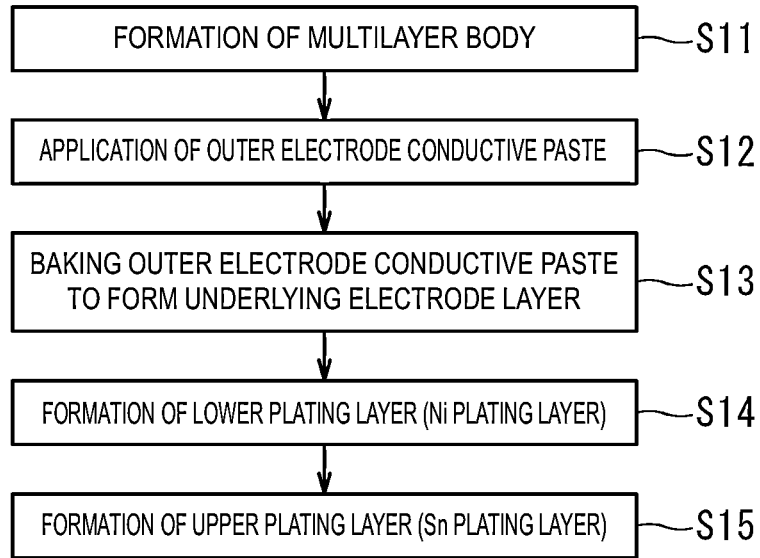 FORMATION OF MULTILAYER BODY
S11
APPLICATION OF OUTER ELECTRODE CONDUCTIVE PASTE
S12
BAKING OUTER ELECTRODE CONDUCTIVE PASTE
TO FORM UNDERLYING ELECTRODE LAYER
S13
FORMATION OF LOWER PLATING LAYER (Ni PLATING LAYER)
S14
FORMATION OF UPPER PLATING LAYER (Sn PLATING LAYER)
S15